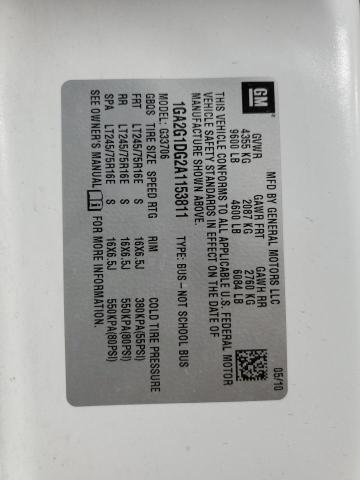 GM
MFD BY GENERAL MOTORS LLC 05/10
GVWR GAWR FRT GAWR RR
4355 KG 2087 KG 2760 KG
9600 LB 4600 LB 6084 LB
THIS VEHICLE CONFORMS TO ALL APPLICABLE U.S. FEDERAL MOTOR
VEHICLE SAFETY STANDARDS IN EFFECT ON THE DATE OF
MANUFACTURE SHOWN ABOVE.
1GA2G1DG2A1153811 TYPE: BUS—NOT SCHOOL BUS
MODEL: G33706
GBQS TIRE SIZE SPEED RTG RIM COLD TIRE PRESSURE
FRT LT245/75R16E S 16X6.5J 380KPA(55PSI)
RR LT245/75R16E S 16X6.5J 550KPA(80PSI)
SPA LT245/75R16E S 16X6.5J 550KPA(80PSI)
SEE OWNER'S MANUAL FOR MORE INFORMATION.